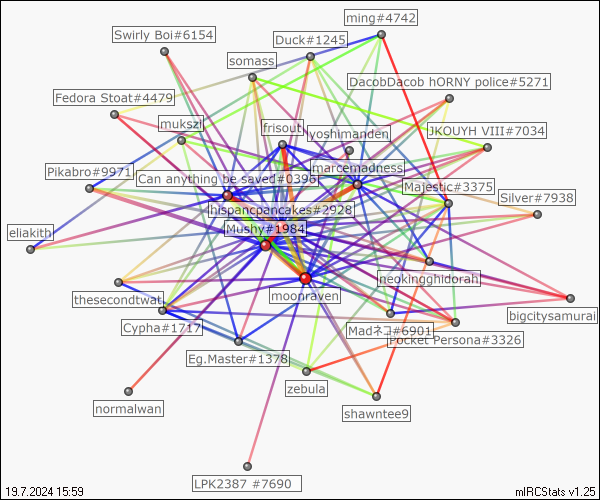 ming#4742
Swirly Boi#6154
Duck#1245
somass
DacobDacob hORNY police#5271
Fedora Stoat#4479
mukszi
frisout
yoshimanden
JKOUYH VIII#7034
Pikabro#9971
Can anything be saved#0396
marcemadness
Majestic#3375
Silver#7938
hispancpancakes#2928
Mushy#1984
eliakith
neokingghidorah
thesecondtwat
moonraven
bigcitysamurai
Cypha#1717
Madネコ#6901
Pocket Persona#3326
Eg.Master#1378
zebula
normalwan
shawntee9
LPK2387 #7690
19.7.2024 15:59
mIRCStats v1.25